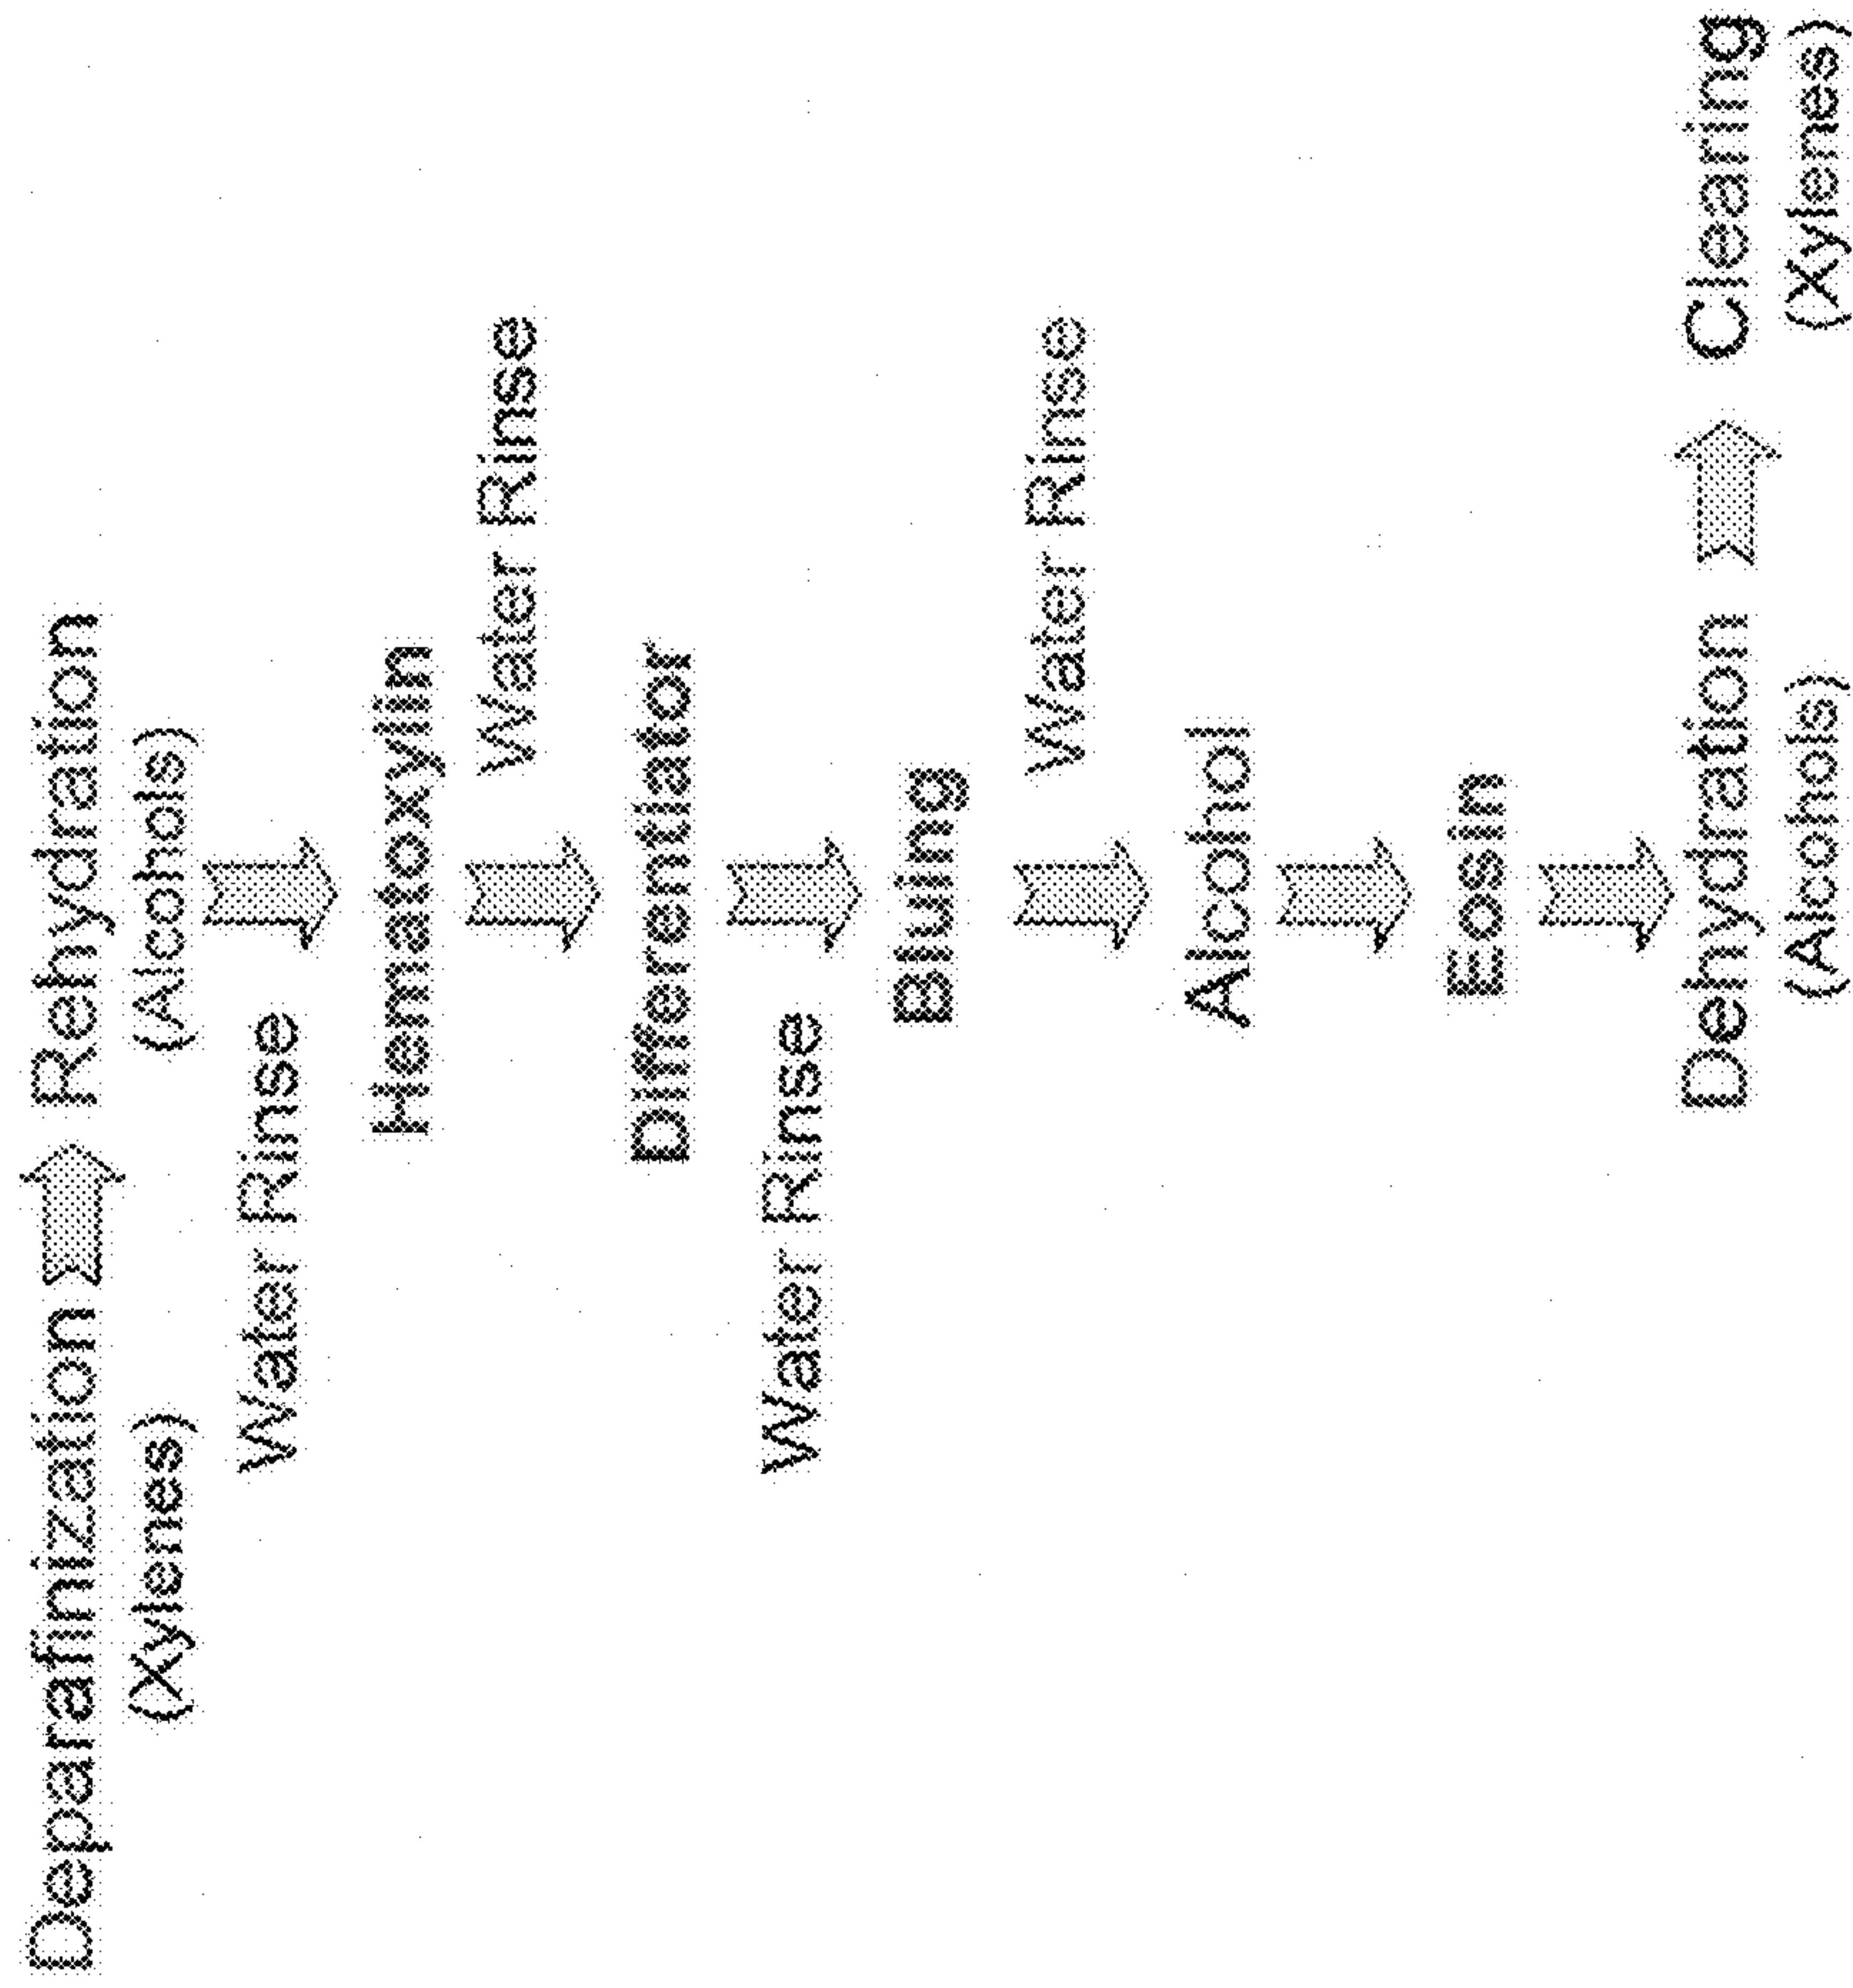 Deparaffinization
(Xylenes)
Rehydration
(Alcohols)
Water Rinse
Hematoxylin
Water Rinse
Differentiator
Water Rinse
Bluing
Water Rinse
Alcohol
Eosin
Dehydration
(Alcohols)
Clearing
(Xylenes)